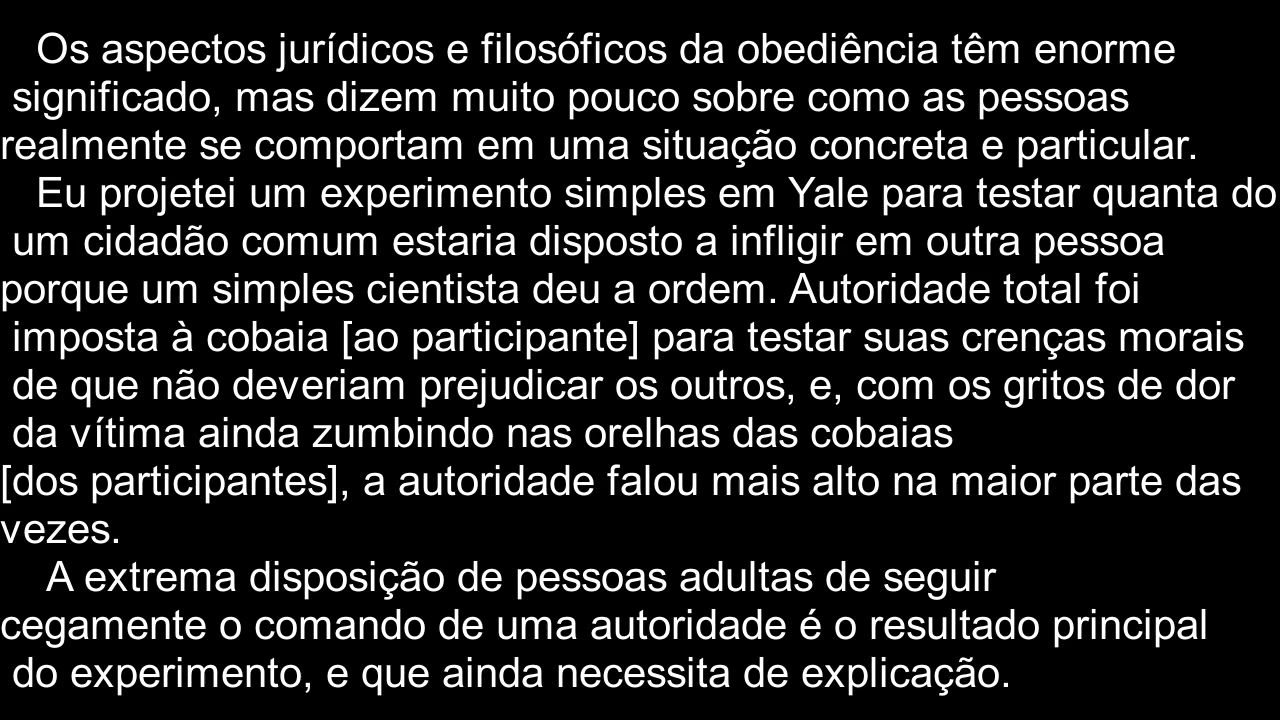 Os aspectos jurídicos e filosóficos da obediência têm enorme
significado, mas dizem muito pouco sobre como as pessoas
realmente se comportam em uma situação concreta e particular.
Eu projetei um experimento simples em Yale para testar quanta do
um cidadão comum estaria disposto a infligir em outra pessoa
porque um simples cientista deu a ordem. Autoridade total foi
imposta à cobaia [ao participante] para testar suas crenças morais
de que não deveriam prejudicar os outros, e, com os gritos de dor
da vítima ainda zumbindo nas orelhas das cobaias
[dos participantes], a autoridade falou mais alto na maior parte das
vezes.
A extrema disposição de pessoas adultas de seguir
cegamente o comando de uma autoridade é o resultado principal
do experimento, e que ainda necessita de explicação.